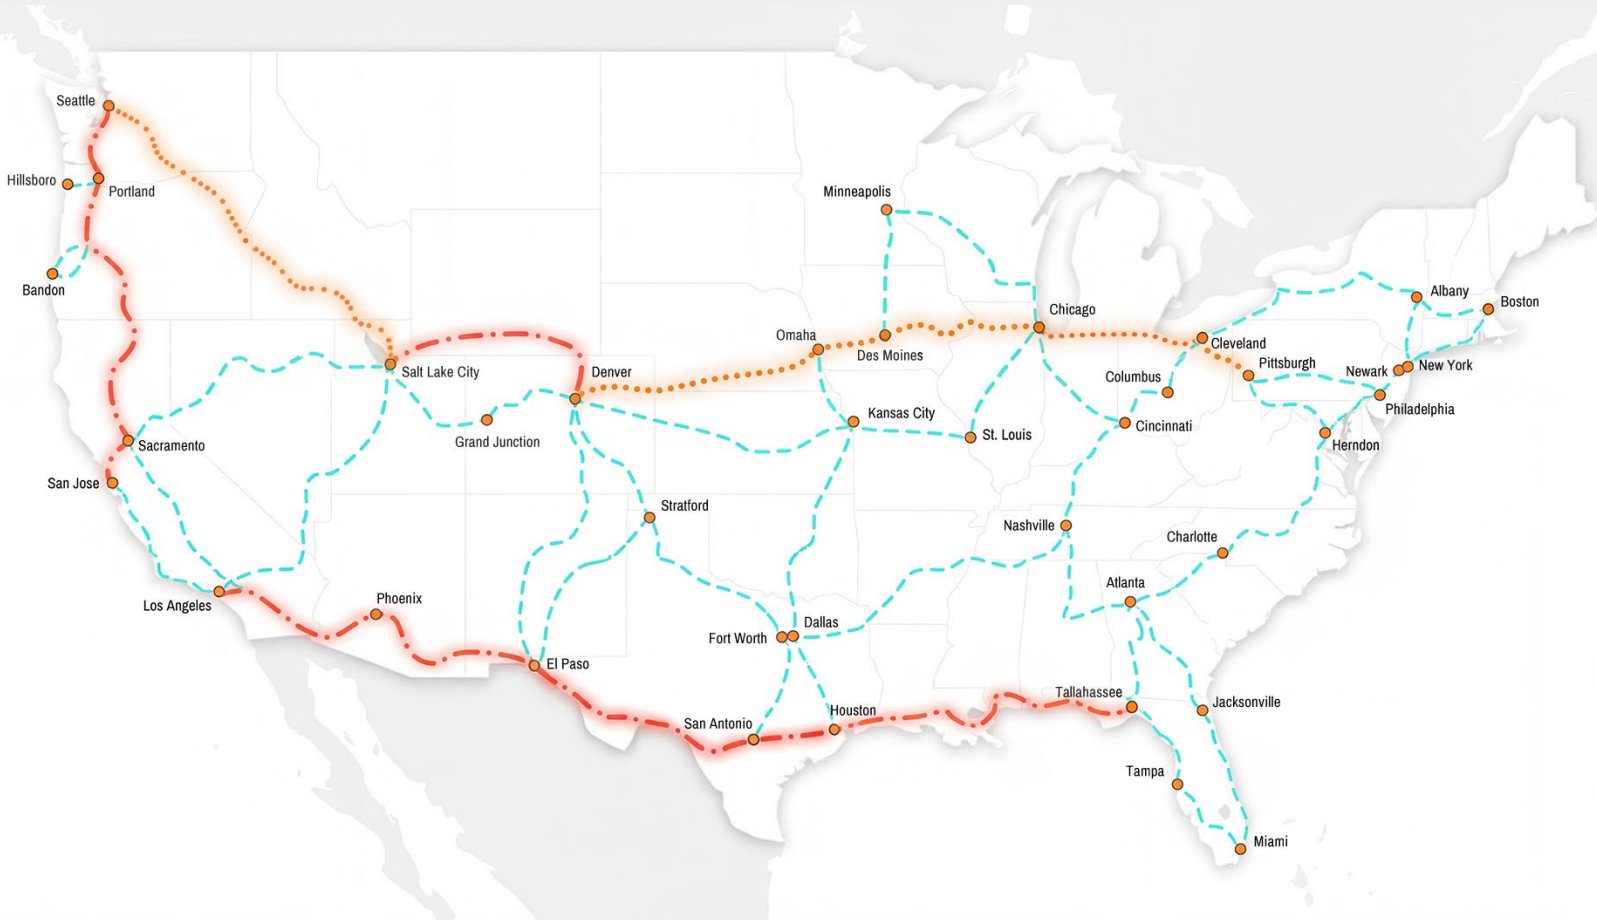 Seattle
Hillsboro
Portland
Bandon
Minneapolis
Albany
Boston
Chicago
Omaha
Des Moines
Cleveland
Pittsburgh
Newark
New York
Salt Lake City
Denver
Columbus
Philadelphia
Grand Junction
Kansas City
St. Louis
Cincinnati
Herndon
Sacramento
San Jose
Stratford
Nashville
Charlotte
Los Angeles
Phoenix
Atlanta
Fort Worth
Dallas
El Paso
Tallahassee
Jacksonville
San Antonio
Houston
Tampa
Miami